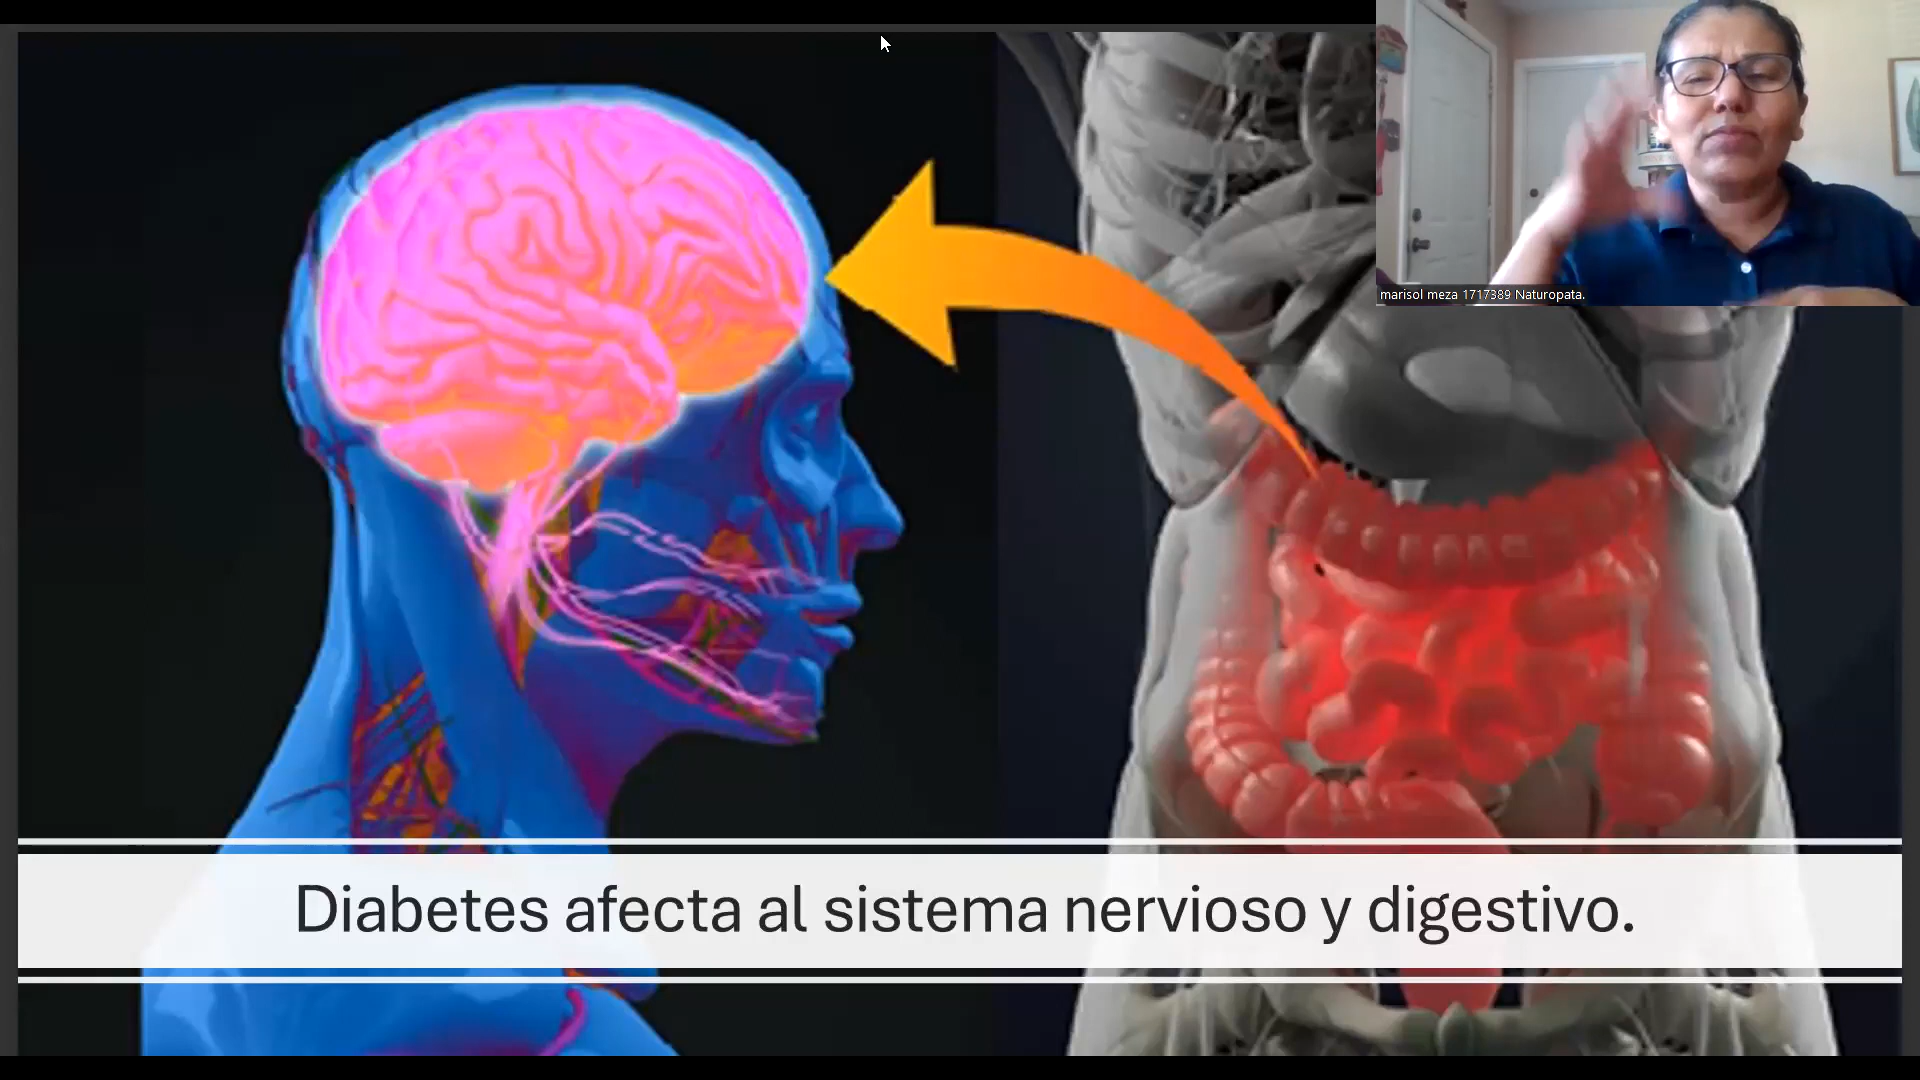 marisol meza 1717389 Naturopata.
Diabetes afecta al sistema nervioso y digestivo.